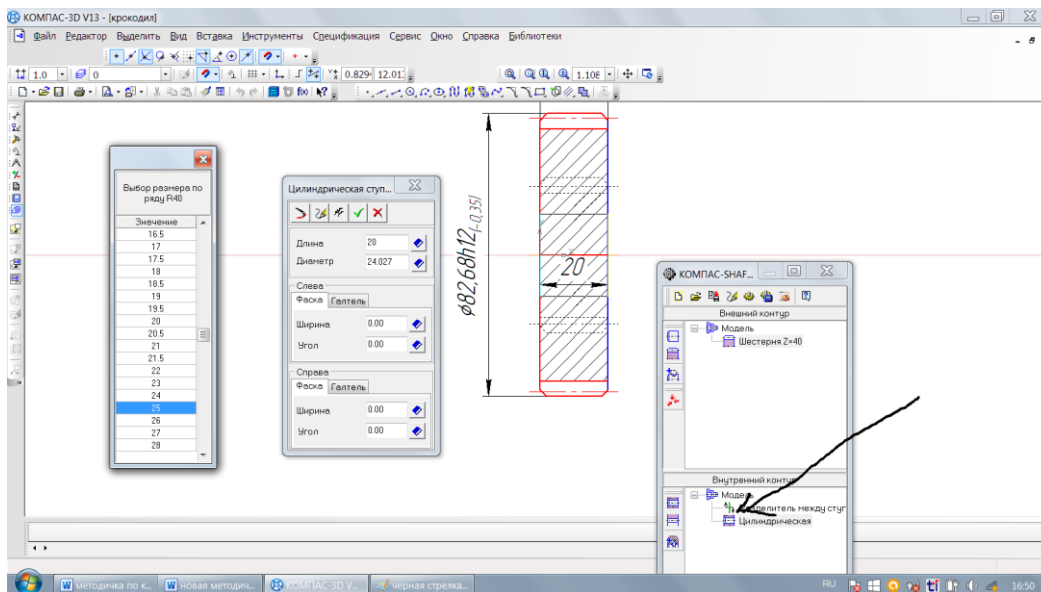 КОМПАС-3D V13 - [крокодил]
Файл Редактор Выделить Вид Вставка Инструменты Спецификация Сервис Окно Справка Библиотеки
1.0 0 0.829 12.01 1.108
Выбор размера по
ряду R40
Значение
16.5
17
17.5
18
18.5
19
19.5
20
20.5
21
21.5
22
23
24
25
26
27
28
Цилиндрическая ступ...
Длина 20
Диаметр 24.027
Слева
Фаска Галтель
Ширина 0.00
Угол 0.00
Справа
Фаска Галтель
Ширина 0.00
Угол 0.00
ϕ82,68h12(-0,35)
20
КОМПАС-SHAF...
Внешний контур
Модель
Шестерня Z=40
Внутренний контур
Модель
между ступ
Цилиндрическая
методичка по к... новая методич... КОМПАС-3D V... черная стрелка... RU 16:50